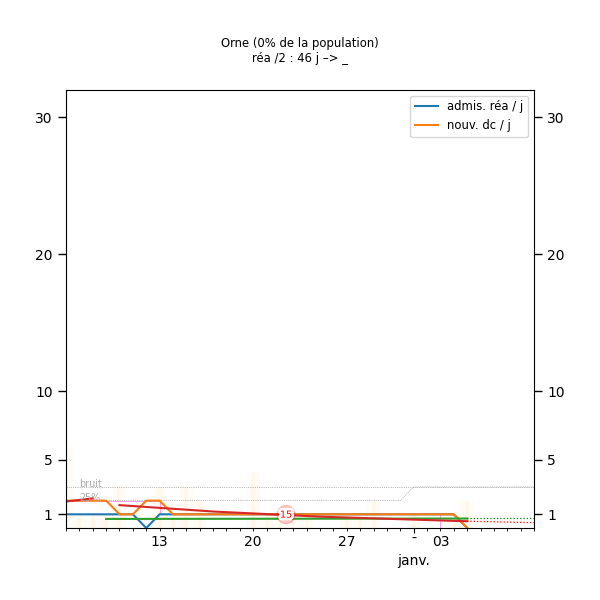 Orne (0% de la population)
réa /2 : 46 j –> _
admis. réa / j
nouv. dc / j
30 30
20 20
10 10
5 5
bruit
25%
15
1 1
13 20 27 - 03
janv.